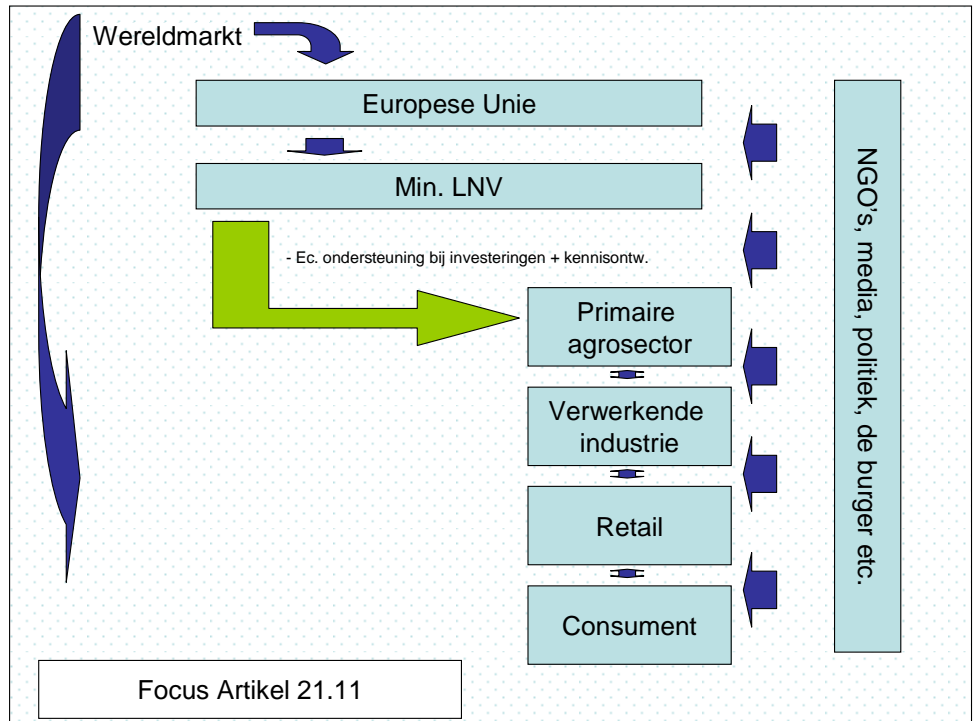 Wereldmarkt
Europese Unie
Min. LNV
- Ec. ondersteuning bij investeringen + kennisontw.
Primaire
agrosector
Verwerkende
industrie
Retail
Consument
NGO's, media, politiek, de burger etc.
Focus Artikel 21.11